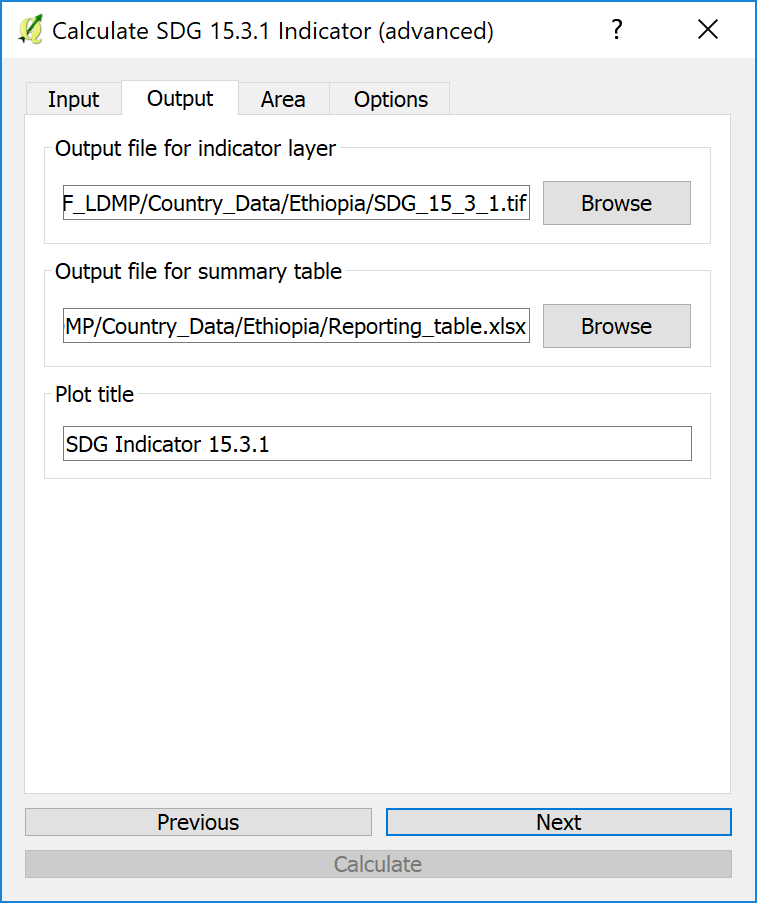 Calculate SDG 15.3.1 Indicator (advanced) ?
Input Output Area Options
Output file for indicator layer
F_LDMP/Country_Data/Ethiopia/SDG_15_3_1.tif Browse
Output file for summary table
MP/Country_Data/Ethiopia/Reporting_table.xlsx Browse
Plot title
SDG Indicator 15.3.1
Previous Next
Calculate